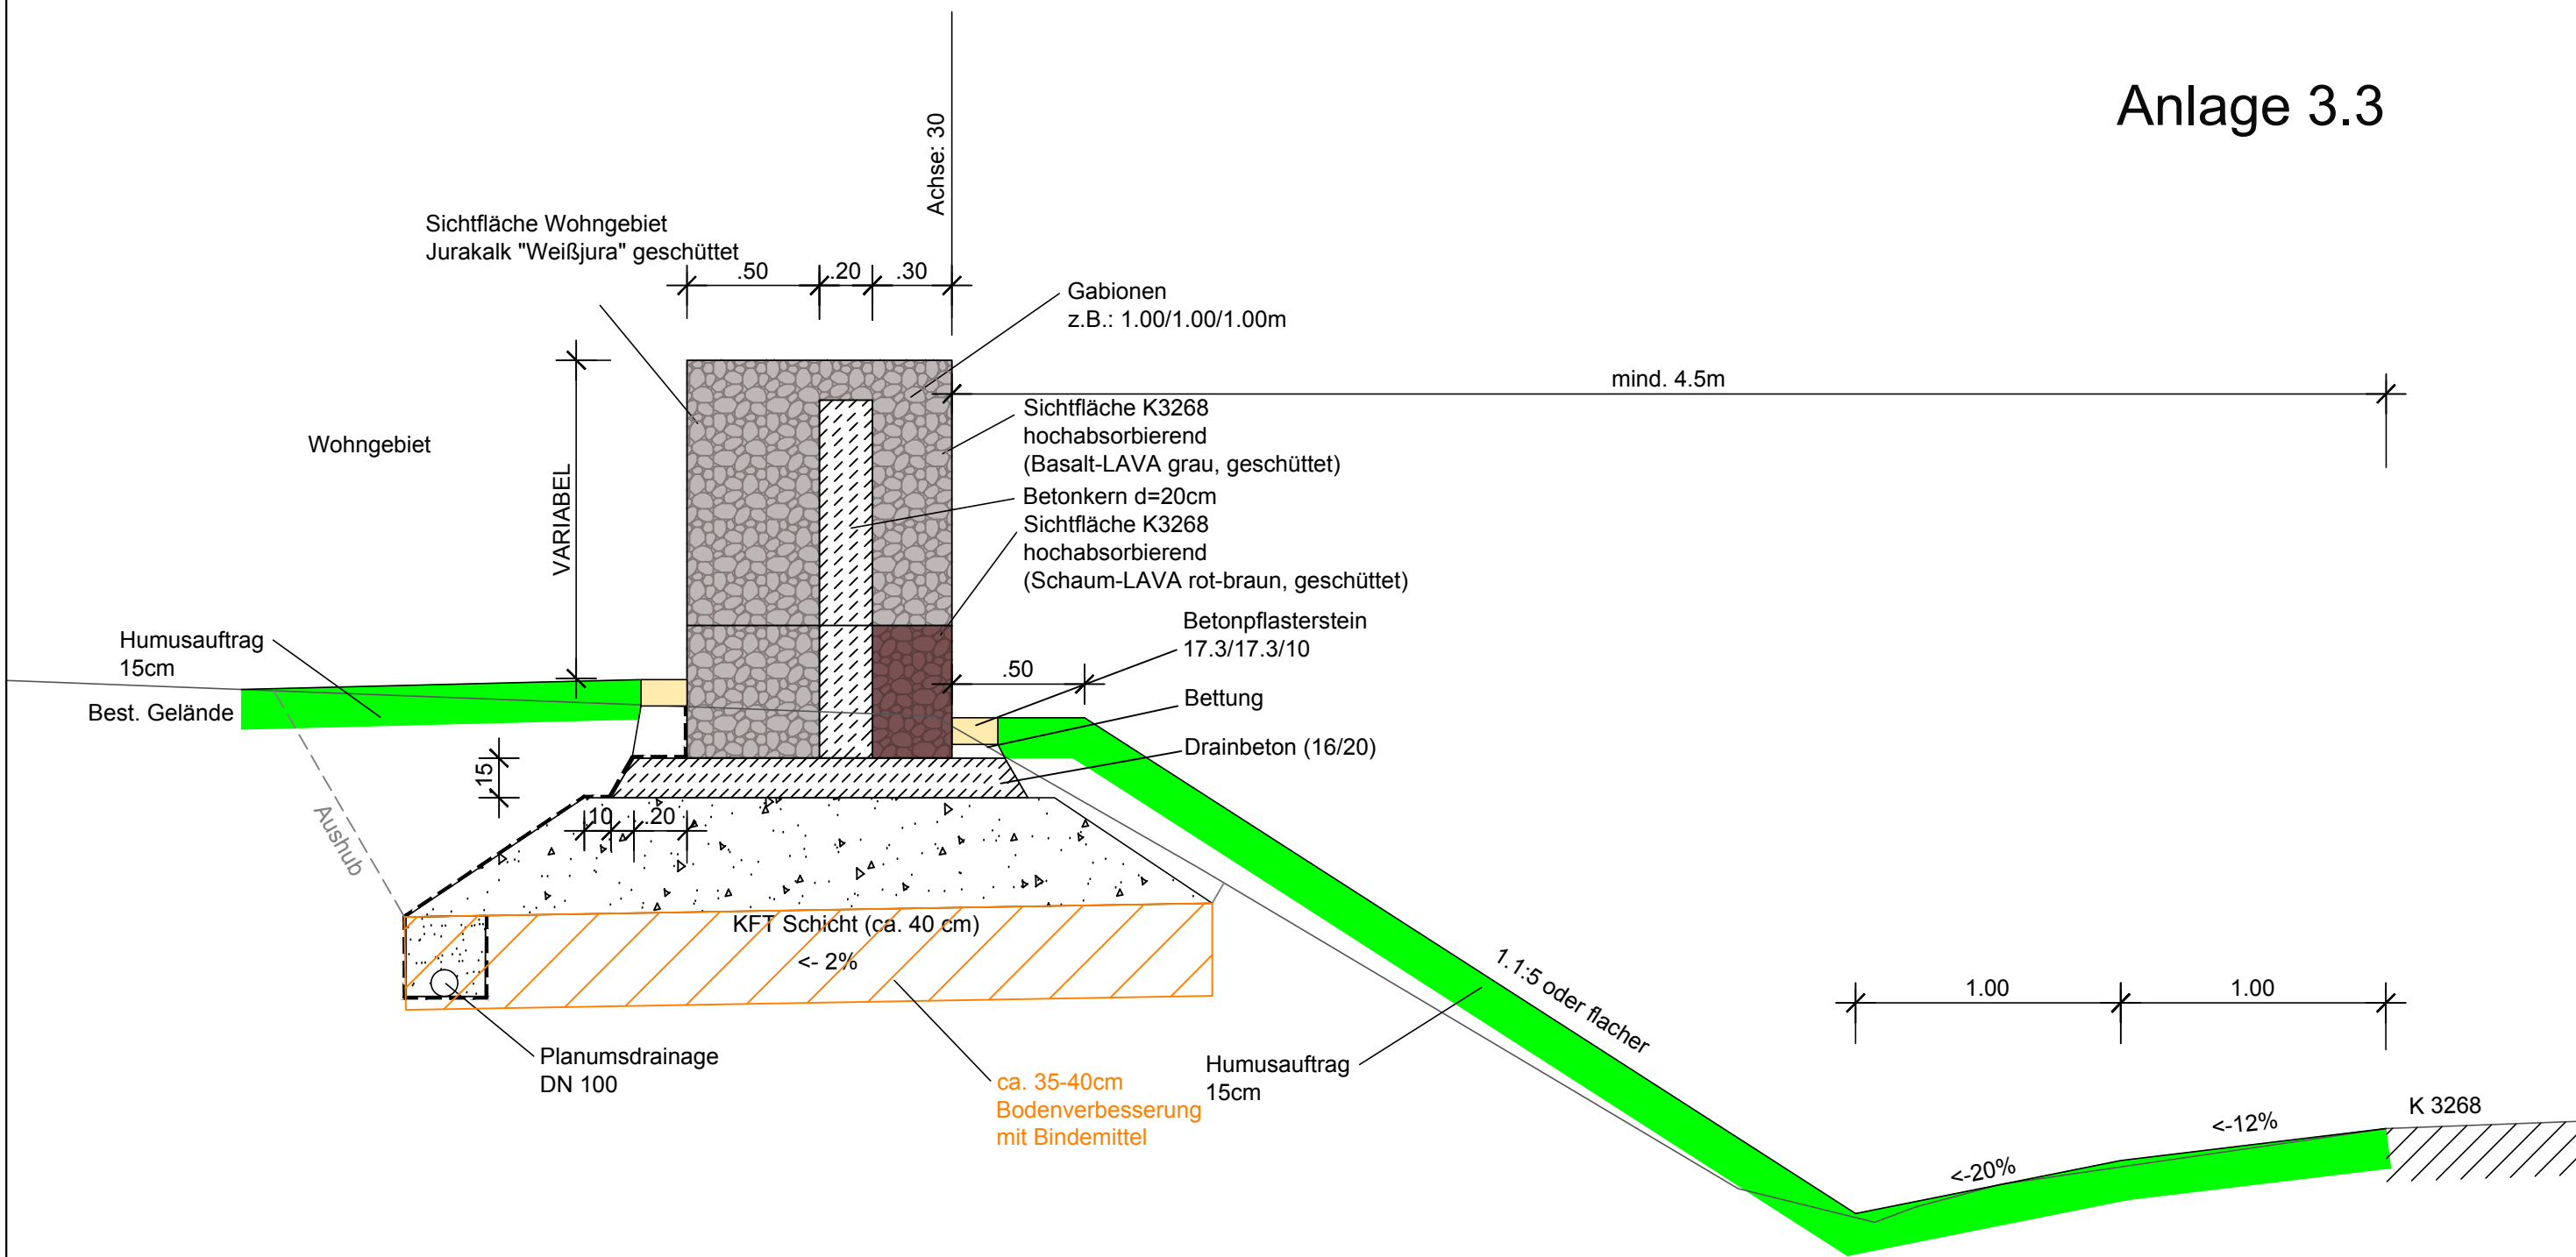 Anlage 3.3
Achse: 30
Sichtfläche Wohngebiet
Jurakalk "Weißjura" geschüttet
.50
.20
.30
Gabionen
z.B.: 1.00/1.00/1.00m
mind. 4.5m
Sichtfläche K3268
hochabsorbierend
(Basalt-LAVA grau, geschüttet)
Wohngebiet
VARIABEL
Betonkern d=20cm
Sichtfläche K3268
hochabsorbierend
(Schaum-LAVA rot-braun, geschüttet)
Betonpflasterstein
17.3/17.3/10
Humusauftrag
15cm
.50
Best. Gelände
Bettung
Drainbeton (16/20)
.15
Aushub
.10
.20
KFT Schicht (ca. 40 cm)
<- 2%
1.1:5 oder flacher
1.00
1.00
Planumsdrainage
DN 100
ca. 35-40cm
Bodenverbesserung
mit Bindemittel
Humusauftrag
15cm
<-20%
<-12%
K 3268